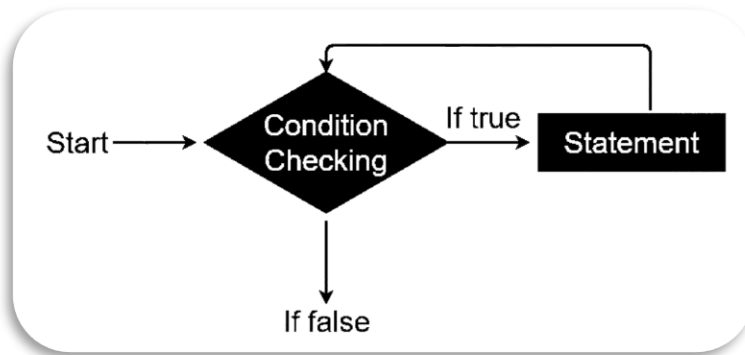 Start
Condition
Checking
If true
Statement
If false